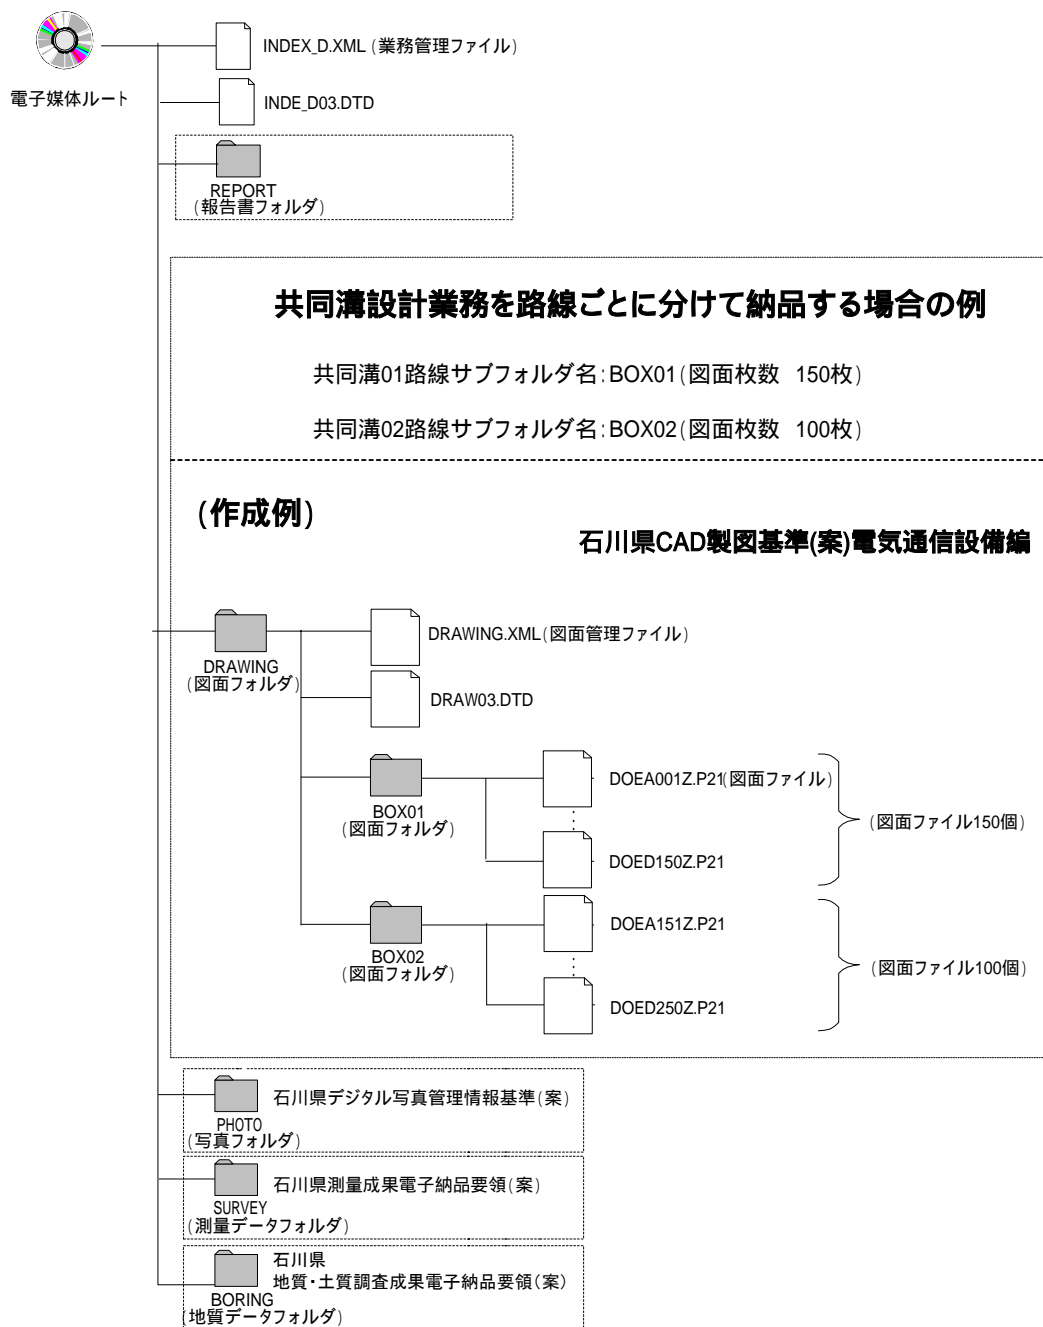 INDEX_D.XML(業務管理ファイル)
電子媒体ルート
INDE_D03.DTD
REPORT
(報告書フォルダ)
共同溝設計業務を路線ごとに分けて納品する場合の例
共同溝01路線サブフォルダ名:BOX01(図面枚数 150枚)
共同溝02路線サブフォルダ名:BOX02(図面枚数 100枚)
(作成例)
石川県CAD製図基準(案)電気通信設備編
DRAWING.XML(図面管理ファイル)
DRAWING
(図面フォルダ)
DRAW03.DTD
DOEA001Z.P21(図面ファイル)
BOX01
(図面フォルダ)
(図面ファイル150個)
DOED150Z.P21
DOEA151Z.P21
BOX02
(図面フォルダ)
(図面ファイル100個)
DOED250Z.P21
石川県デジタル写真管理情報基準(案)
PHOTO
(写真フォルダ)
石川県測量成果電子納品要領(案)
SURVEY
(測量データフォルダ)
石川県
地質・土質調査成果電子納品要領(案)
BORING
(地質データフォルダ)